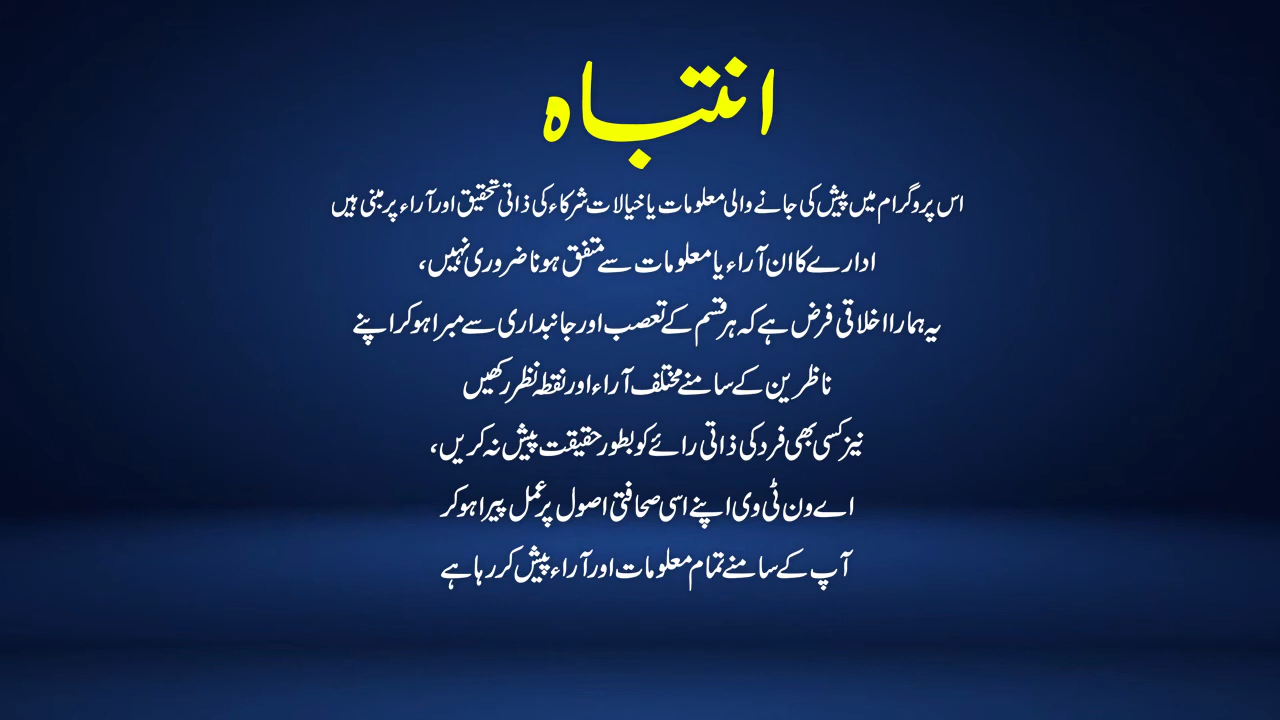 انتباہ
اس پروگرام میں پیش کی جانے والی معلومات یا خیالات شرکاء کی ذاتی تحقیق اور آراء پر مبنی ہیں
ادارے کا ان آراء یا معلومات سے متفق ہونا ضروری نہیں،
یہ ہمارا اخلاقی فرض ہے کہ ہر قسم کے تعصب اور جانبداری سے مبرا ہو کر اپنے
ناظرین کے سامنے مختلف آراء اور نقطہ نظر رکھیں
نیز کسی بھی فرد کی ذاتی رائے کو بطور حقیقت پیش نہ کریں،
اے ون ٹی وی اپنے اسی صحافتی اصول پر عمل پیرا ہو کر
آپ کے سامنے تمام معلومات اور آراء پیش کر رہا ہے